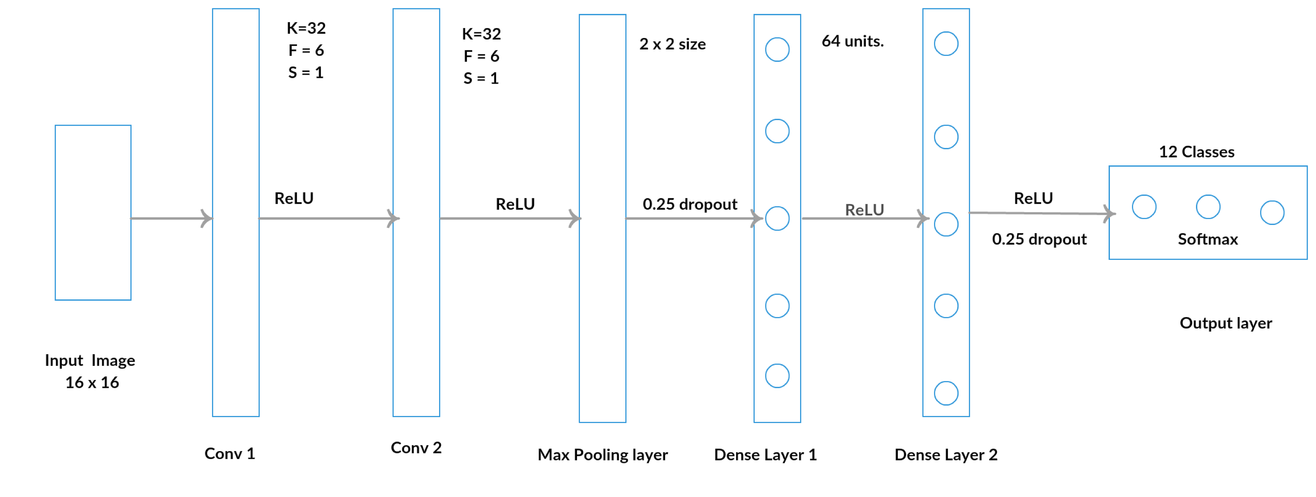 K=32
F = 6
S = 1
K=32
F = 6
S = 1
2 x 2 size
64 units.
12 Classes
ReLU
ReLU
0.25 dropout
ReLU
ReLU
0.25 dropout
Softmax
Output layer
Input Image
16 x 16
Conv 1
Conv 2
Max Pooling layer
Dense Layer 1
Dense Layer 2